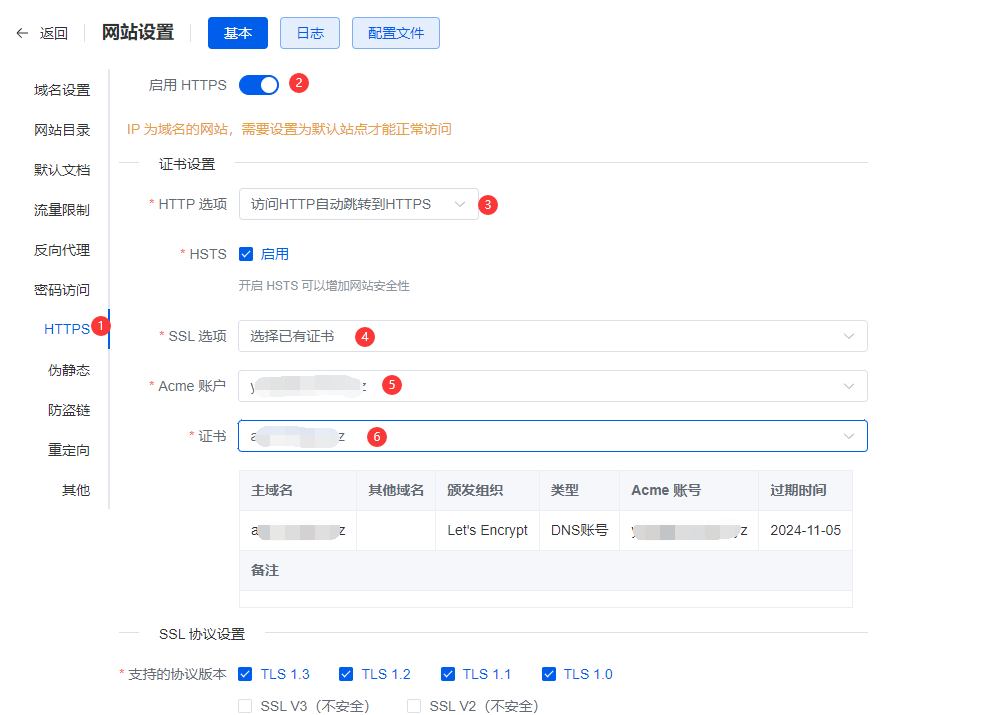 返回 网站设置 基本 日志 配置文件
域名设置
网站目录
默认文档
流量限制
反向代理
密码访问
HTTPS 1
伪静态
防盗链
重定向
其他
启用 HTTPS 2
IP 为域名的网站，需要设置为默认站点才能正常访问
证书设置
* HTTP 选项 访问HTTP自动跳转到HTTPS 3
* HSTS 启用
开启 HSTS 可以增加网站安全性
* SSL 选项 选择已有证书 4
* Acme 账户 5
* 证书 6
主域名 其他域名 颁发组织 类型 Acme 账号 过期时间
Let's Encrypt DNS账号 2024-11-05
备注
SSL 协议设置
* 支持的协议版本 TLS 1.3 TLS 1.2 TLS 1.1 TLS 1.0
SSL V3（不安全） SSL V2（不安全）